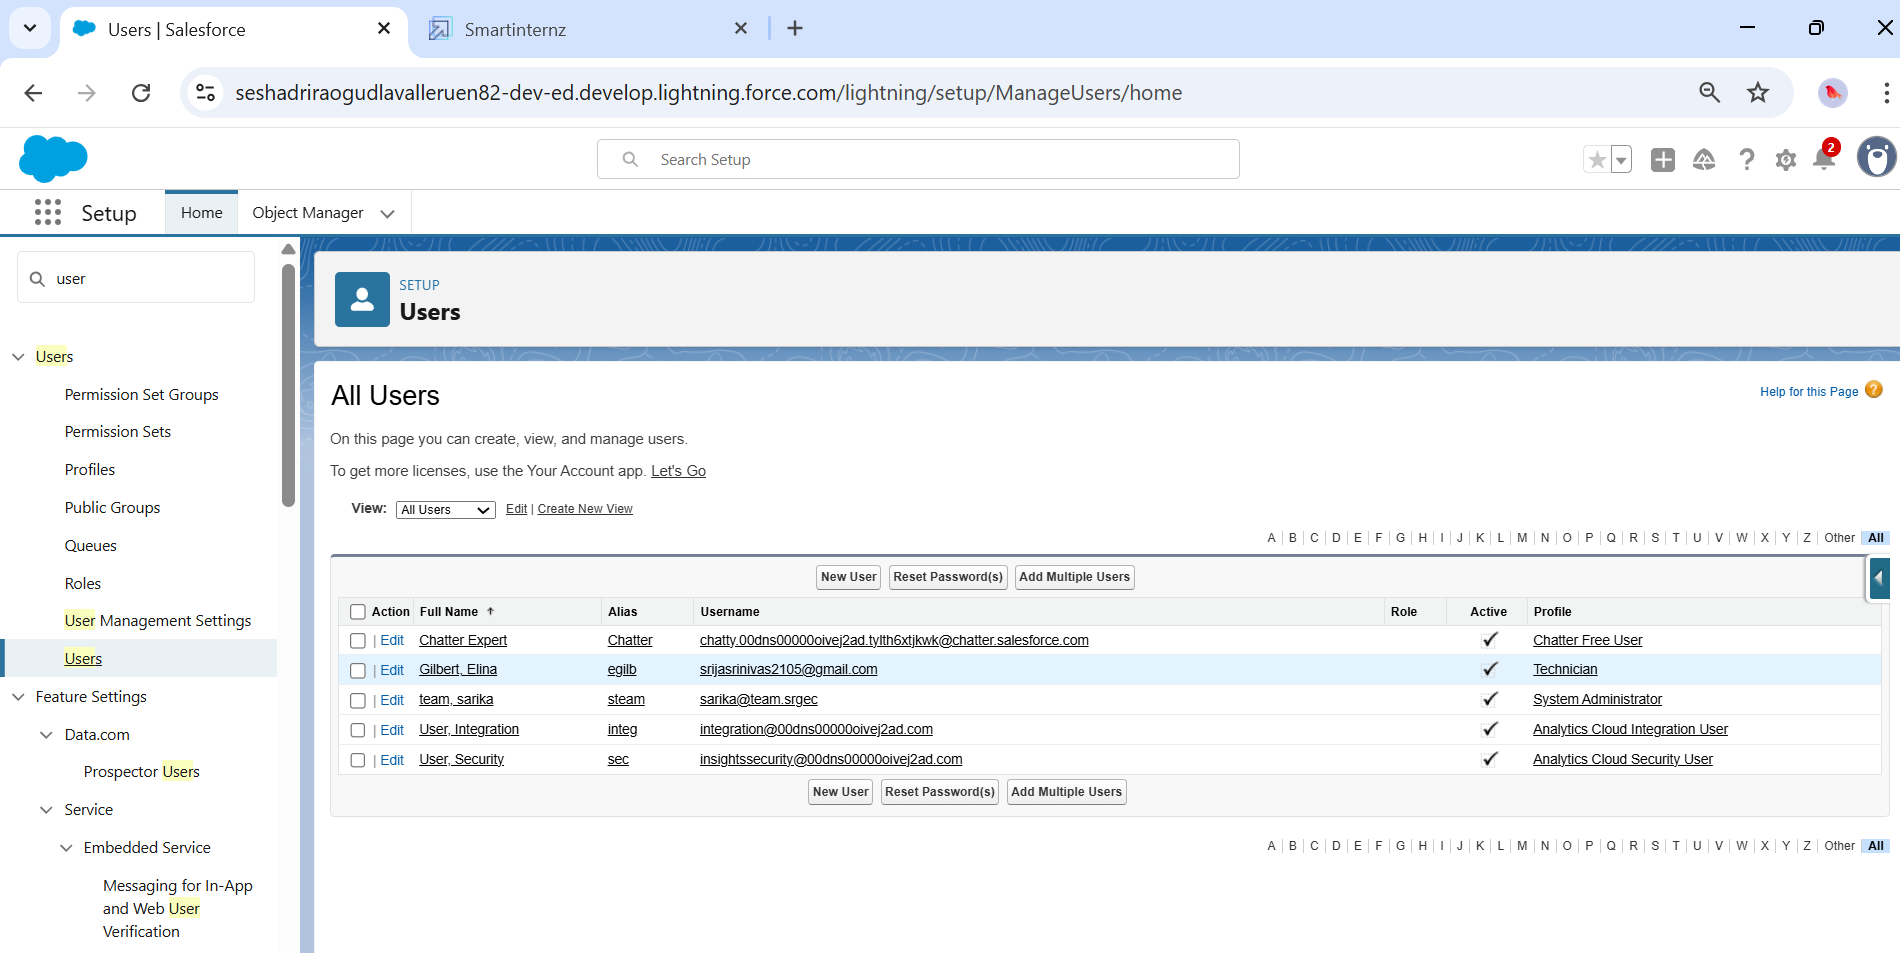 Users | Salesforce
Smartinternz
seshadriraogudlavalleruen82-dev-ed.develop.lightning.force.com/lightning/setup/ManageUsers/home
Search Setup
2
Setup
Home
Object Manager
user
SETUP
Users
Users
Permission Set Groups
Permission Sets
Profiles
Public Groups
Queues
Roles
User Management Settings
Users
Feature Settings
Data.com
Prospector Users
Service
Embedded Service
Messaging for In-App
and Web User
Verification
All Users
Help for this Page ?
On this page you can create, view, and manage users.
To get more licenses, use the Your Account app. Let's Go
View: All Users Edit | Create New View
A | B | C | D | E | F | G | H | I | J | K | L | M | N | O | P | Q | R | S | T | U | V | W | X | Y | Z | Other All
New User Reset Password(s) Add Multiple Users
Action Full Name ↑ Alias Username Role Active Profile
| Edit Chatter Expert Chatter chatty.00dns00000oivej2ad.tylth6xtjkwk@chatter.salesforce.com Chatter Free User
| Edit Gilbert, Elina egilb srijasrinivas2105@gmail.com Technician
| Edit team, sarika steam sarika@team.srgec System Administrator
| Edit User, Integration integ integration@00dns00000oivej2ad.com Analytics Cloud Integration User
| Edit User, Security sec insightssecurity@00dns00000oivej2ad.com Analytics Cloud Security User
New User Reset Password(s) Add Multiple Users
A | B | C | D | E | F | G | H | I | J | K | L | M | N | O | P | Q | R | S | T | U | V | W | X | Y | Z | Other All